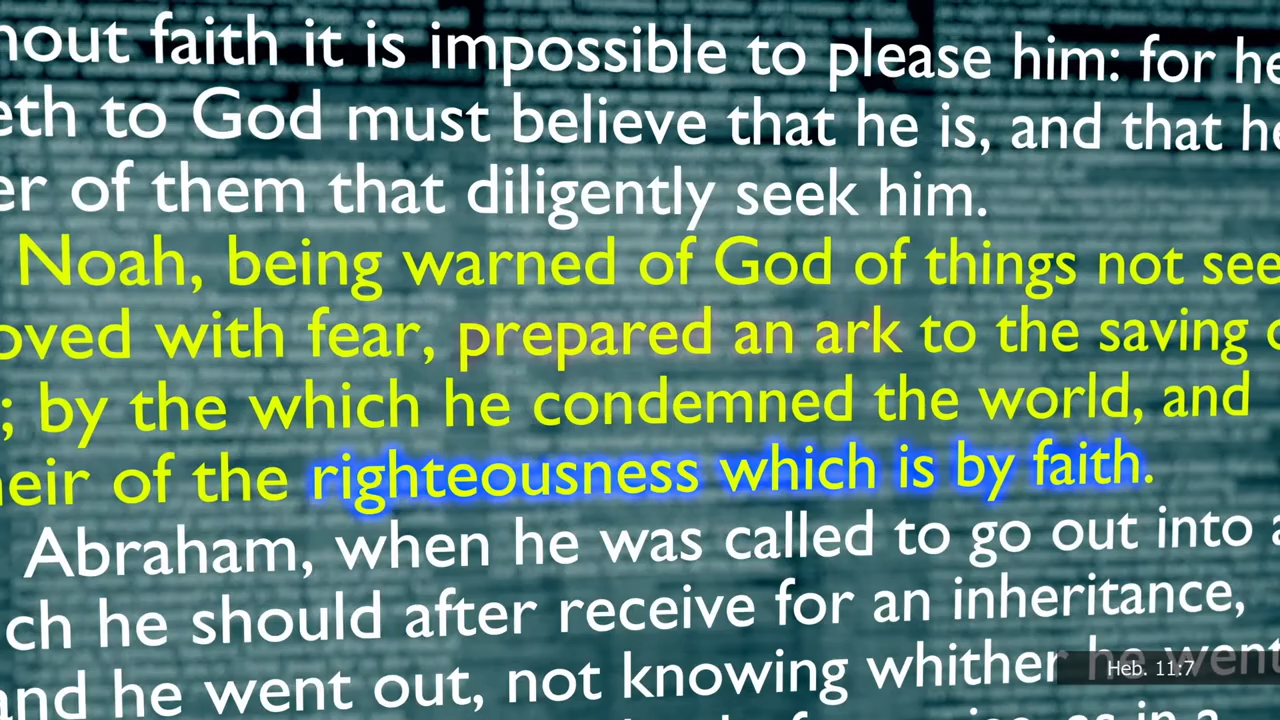 hout faith it is impossible to please him: for he
eth to God must believe that he is, and that he
er of them that diligently seek him.
Noah, being warned of God of things not see
oved with fear, prepared an ark to the saving o
; by the which he condemned the world, and
heir of the righteousness which is by faith.
Abraham, when he was called to go out into a
ch he should after receive for an inheritance,
and he went out, not knowing whither he went
Heb. 11:7